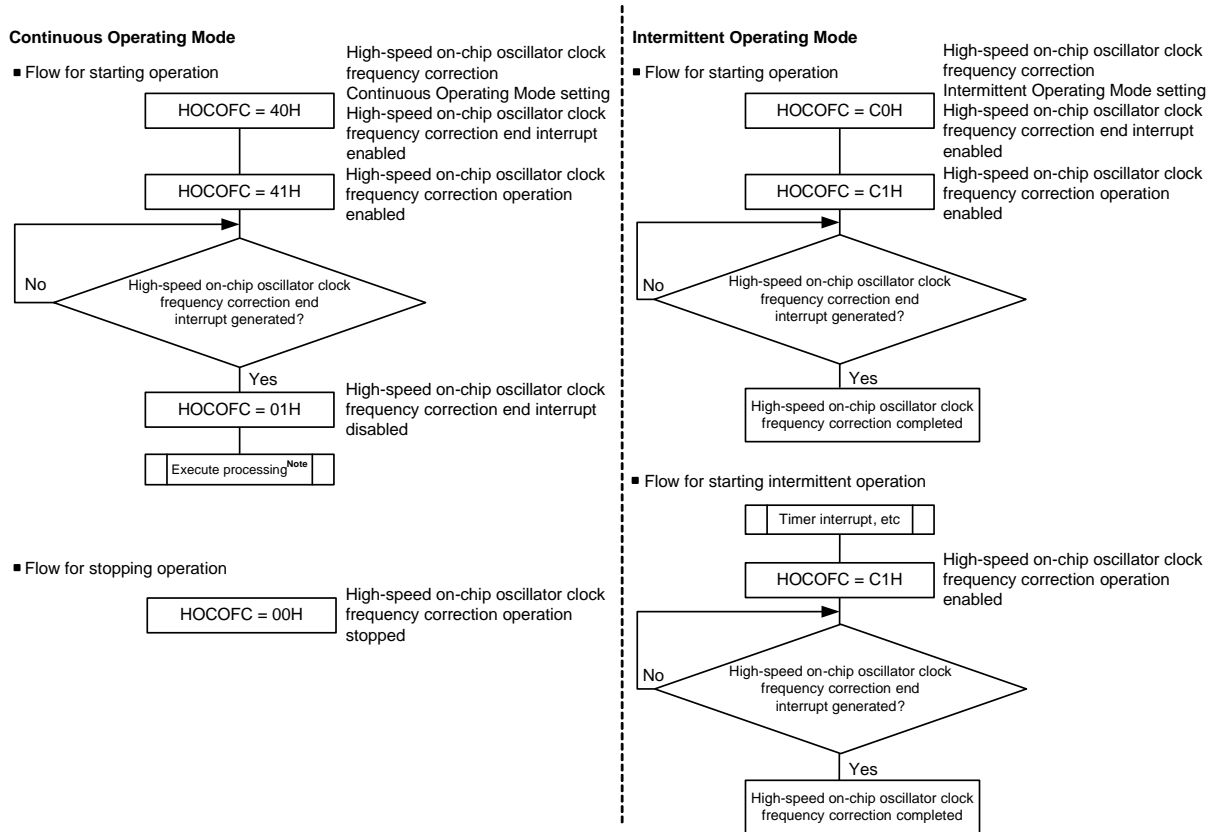 Continuous Operating Mode
■ Flow for starting operation
HOCOFC = 40H
High-speed on-chip oscillator clock
frequency correction
Continuous Operating Mode setting
High-speed on-chip oscillator clock
frequency correction end interrupt
enabled
HOCOFC = 41H
High-speed on-chip oscillator clock
frequency correction operation
enabled
No
High-speed on-chip oscillator clock
frequency correction end
interrupt generated?
Yes
HOCOFC = 01H
High-speed on-chip oscillator clock
frequency correction end interrupt
disabled
Execute processing Note
■ Flow for stopping operation
HOCOFC = 00H
High-speed on-chip oscillator clock
frequency correction operation
stopped
Intermittent Operating Mode
■ Flow for starting operation
HOCOFC = C0H
High-speed on-chip oscillator clock
frequency correction
Intermittent Operating Mode setting
High-speed on-chip oscillator clock
frequency correction end interrupt
enabled
HOCOFC = C1H
High-speed on-chip oscillator clock
frequency correction operation
enabled
No
High-speed on-chip oscillator clock
frequency correction end
interrupt generated?
Yes
High-speed on-chip oscillator clock
frequency correction completed
■ Flow for starting intermittent operation
Timer interrupt, etc
HOCOFC = C1H
High-speed on-chip oscillator clock
frequency correction operation
enabled
No
High-speed on-chip oscillator clock
frequency correction end
interrupt generated?
Yes
High-speed on-chip oscillator clock
frequency correction completed